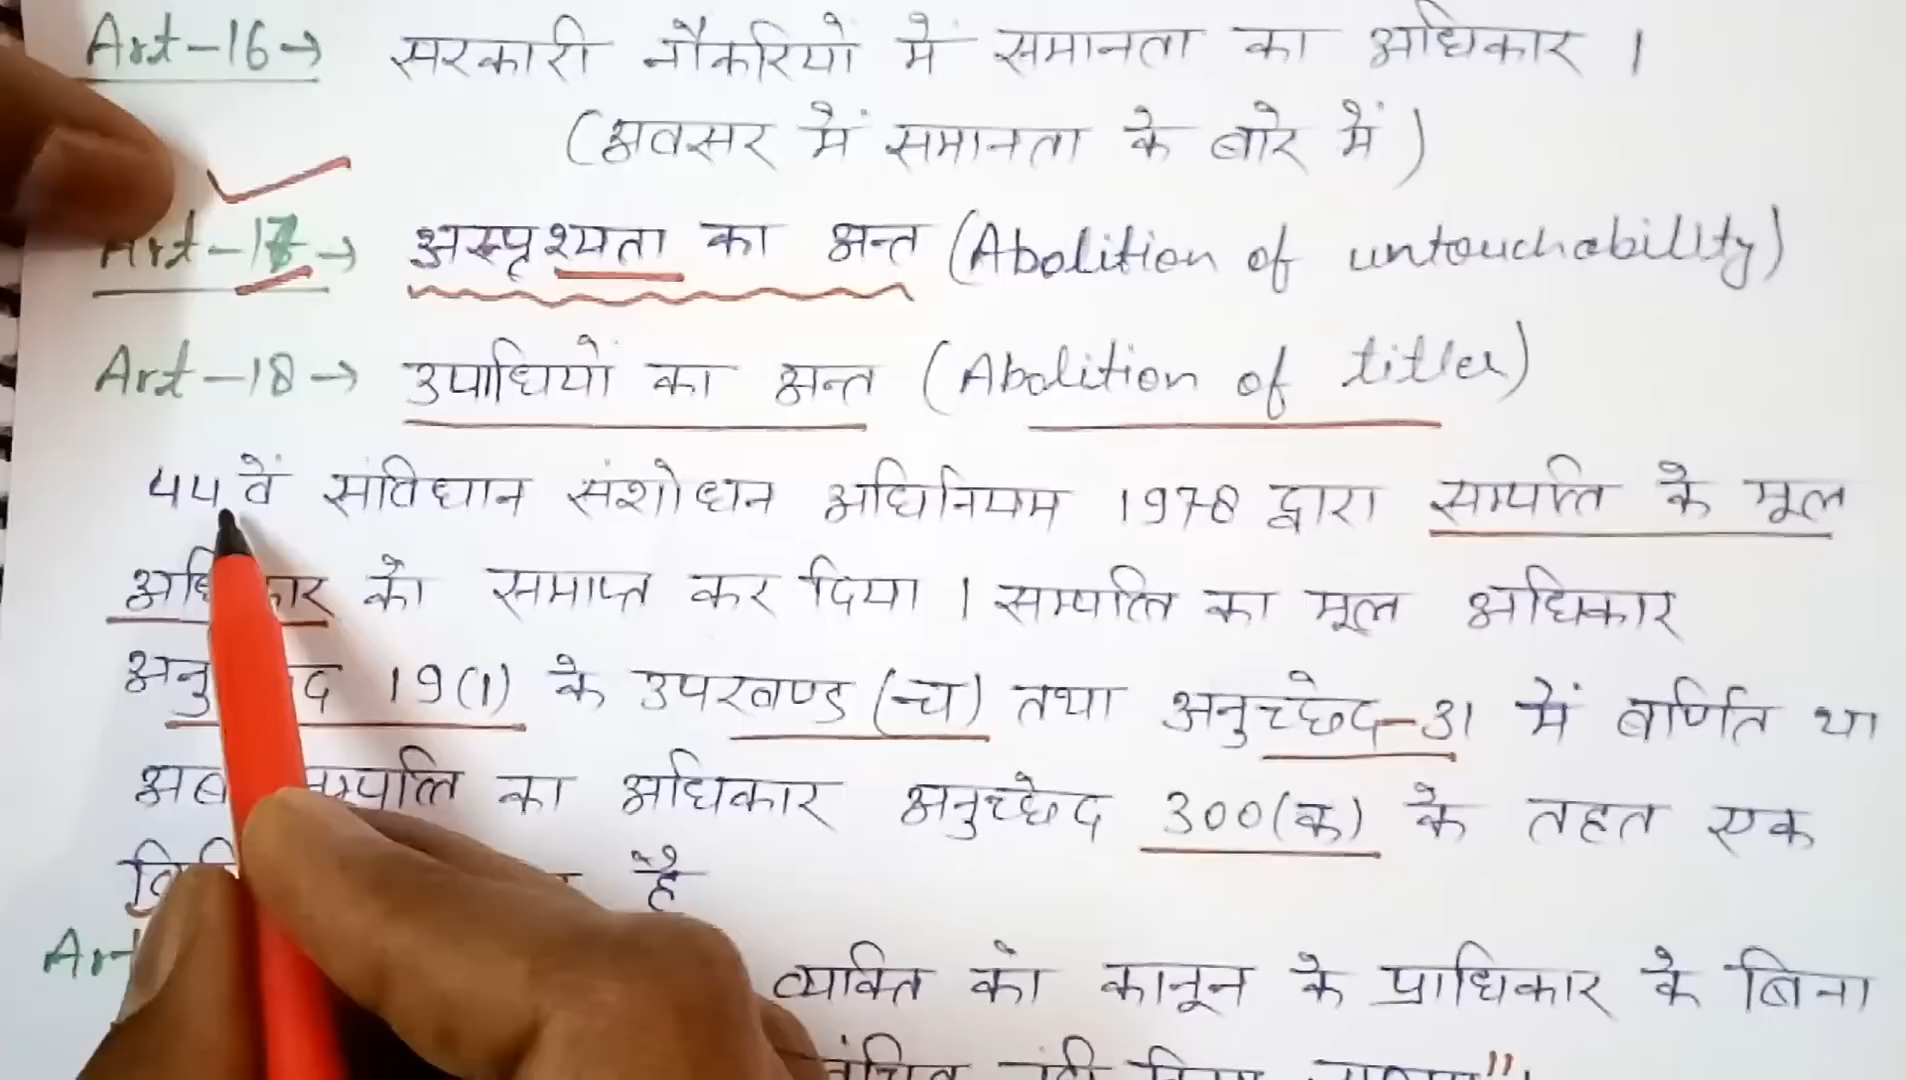 Art-16→ सरकारी नौकरियों में समानता का अधिकार ।
(अवसर में समानता के बारे में)
Art-17→ अस्पृश्यता का अन्त (Abolition of untouchability)
Art-18→ उपाधियों का अन्त (Abolition of titles)
44वें संविधान संशोधन अधिनियम 1978 द्वारा सम्पत्ति के मूल
को समाप्त कर दिया । सम्पत्ति का मूल अधिकार
19(1) के उपखण्ड (च) तथा अनुच्छेद-31 में बर्णित था
का अधिकार अनुच्छेद 300(क) के तहत एक
है
व्यक्ति को कानून के प्राधिकार के बिना